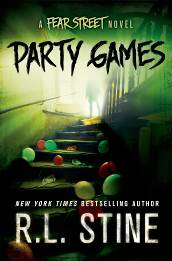 A FEAR STREET NOVEL
PARTY GAMES
NEW YORK TIMES BESTSELLING AUTHOR
R.L. STINE